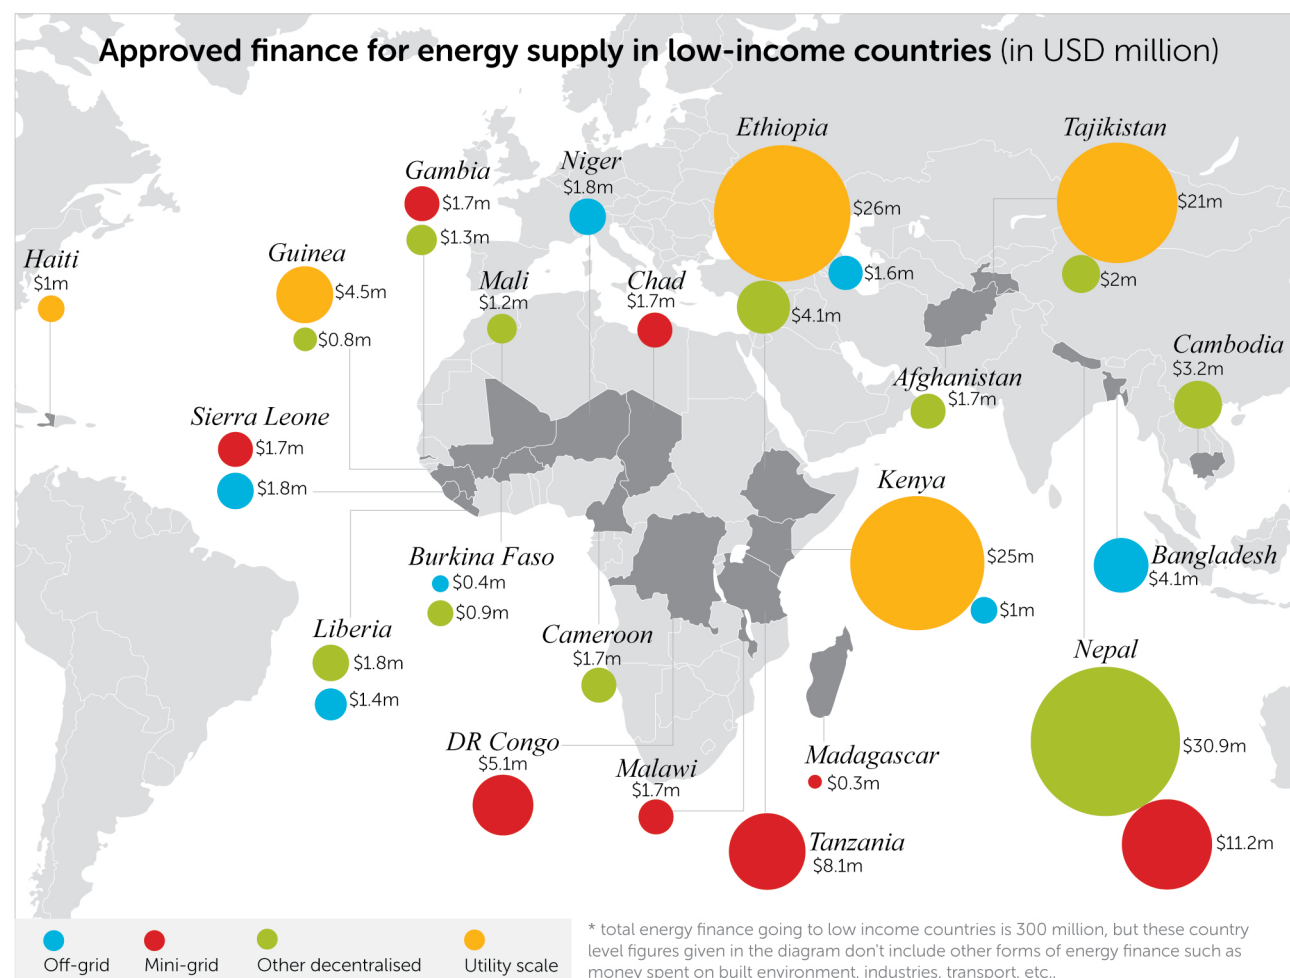 Approved finance for energy supply in low-income countries (in USD million)
Ethiopia
$26m
$1.6m
$4.1m
Tajikistan
$21m
$2m
Niger
$1.8m
Gambia
$1.7m
$1.3m
Haiti
$1m
Guinea
$4.5m
$0.8m
Mali
$1.2m
Chad
$1.7m
Afghanistan
$1.7m
Cambodia
$3.2m
Sierra Leone
$1.7m
$1.8m
Kenya
$25m
$1m
Burkina Faso
$0.4m
$0.9m
Bangladesh
$4.1m
Liberia
$1.8m
$1.4m
Cameroon
$1.7m
Nepal
$30.9m
$11.2m
DR Congo
$5.1m
Malawi
$1.7m
Madagascar
$0.3m
Tanzania
$8.1m
Off-grid
Mini-grid
Other decentralised
Utility scale
* total energy finance going to low income countries is 300 million, but these country
level figures given in the diagram don't include other forms of energy finance such as
money spent on built environment, industries, transport, etc..